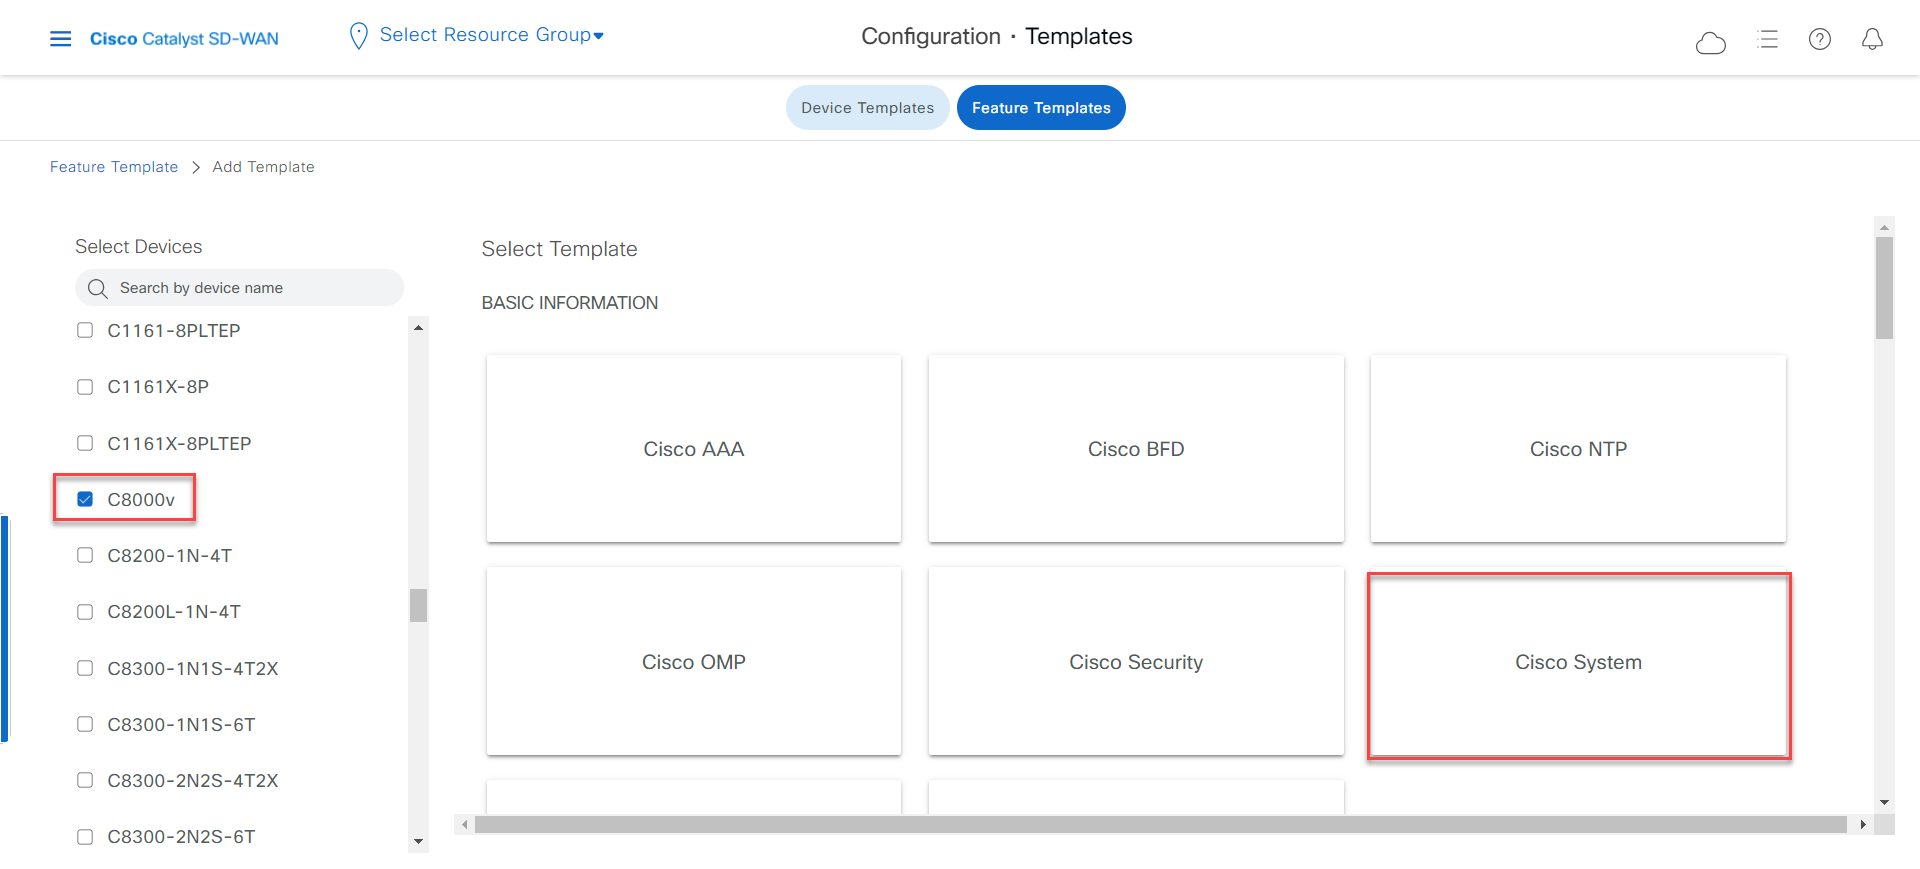 Cisco Catalyst SD-WAN
Select Resource Group
Configuration · Templates
Device Templates
Feature Templates
Feature Template > Add Template
Select Devices
Search by device name
C1161-8PLTEP
C1161X-8P
C1161X-8PLTEP
C8000v
C8200-1N-4T
C8200L-1N-4T
C8300-1N1S-4T2X
C8300-1N1S-6T
C8300-2N2S-4T2X
C8300-2N2S-6T
Select Template
BASIC INFORMATION
Cisco AAA
Cisco BFD
Cisco NTP
Cisco OMP
Cisco Security
Cisco System